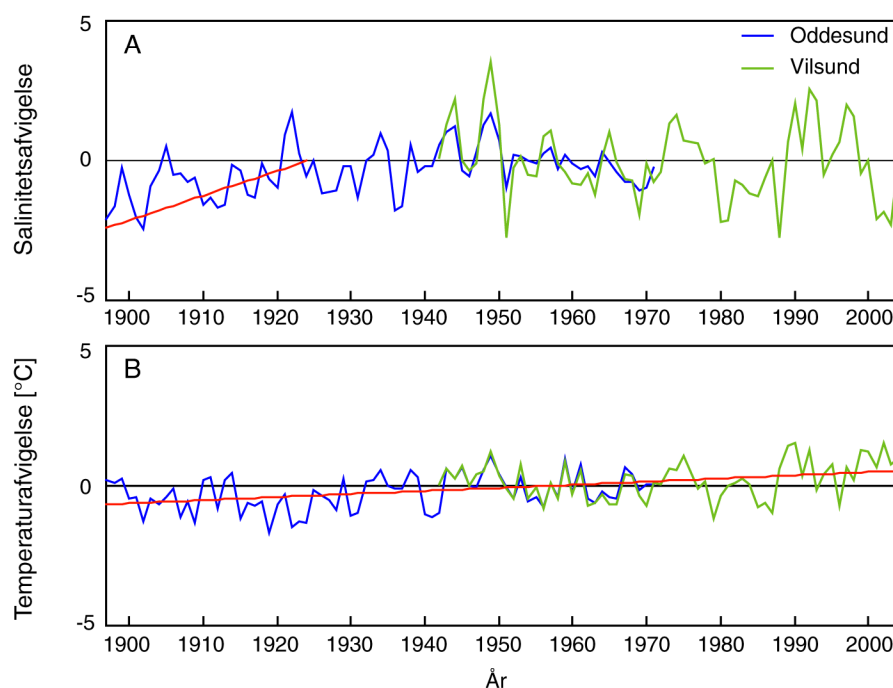 5
A
Oddesund
Vilsund
0
Salinitetsafvigelse
-5
1900 1910 1920 1930 1940 1950 1960 1970 1980 1990 2000
5
B
0
Temperaturafvigelse [°C]
-5
1900 1910 1920 1930 1940 1950 1960 1970 1980 1990 2000
År